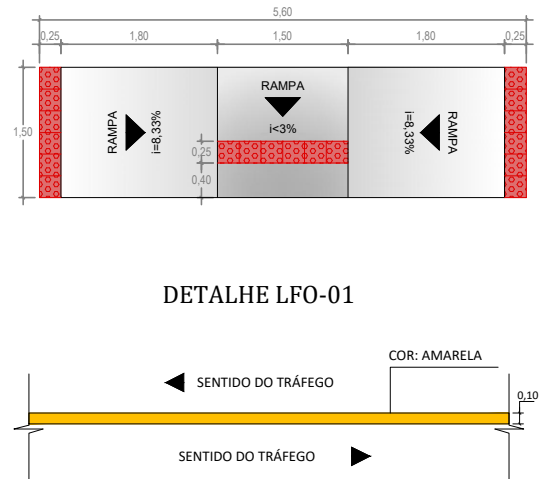 5,60
0,25 1,80 1,50 1,80 0,25
1,50
RAMPA
i=8,33%
RAMPA
i<3%
0,25
0,40
i=8,33%
RAMPA
DETALHE LFO-01
COR: AMARELA
SENTIDO DO TRÁFEGO
0,10
SENTIDO DO TRÁFEGO